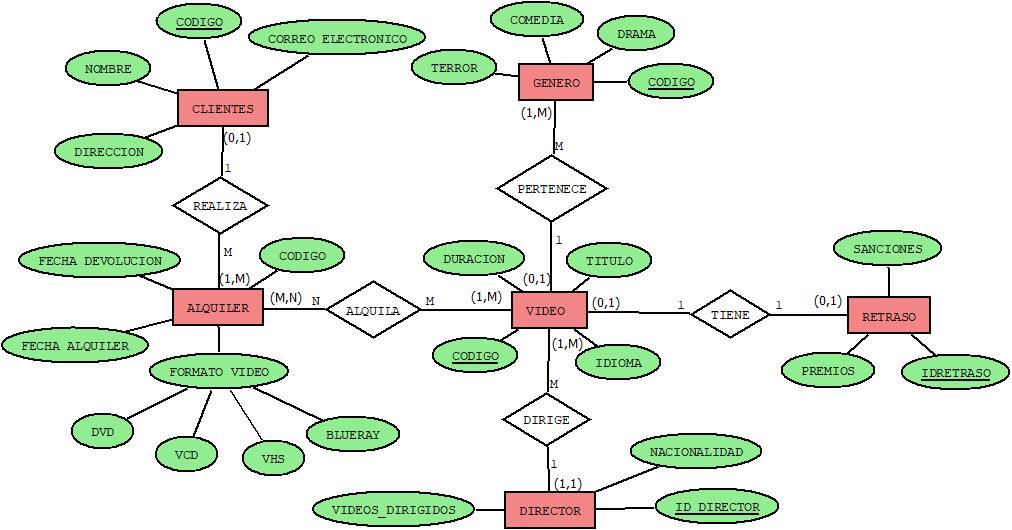 CODIGO
CORREO ELECTRONICO
NOMBRE
CLIENTES
DIRECCION
(0,1)
1
REALIZA
M
(1,M)
COMEDIA
DRAMA
TERROR
GENERO
CODIGO
(1,M)
M
PERTENECE
1
(0,1)
FECHA DEVOLUCION
CODIGO
ALQUILER
(M,N)
N
ALQUILA
M
(1,M)
FECHA ALQUILER
FORMATO VIDEO
DVD
VCD
VHS
BLUERAY
DURACION
TITULO
VIDEO
(0,1)
1
TIENE
1
(0,1)
SANCIONES
RETRASO
PREMIOS
IDRETRASO
CODIGO
(1,M)
IDIOMA
M
DIRIGE
1
(1,1)
NACIONALIDAD
VIDEOS_DIRIGIDOS
DIRECTOR
ID_DIRECTOR